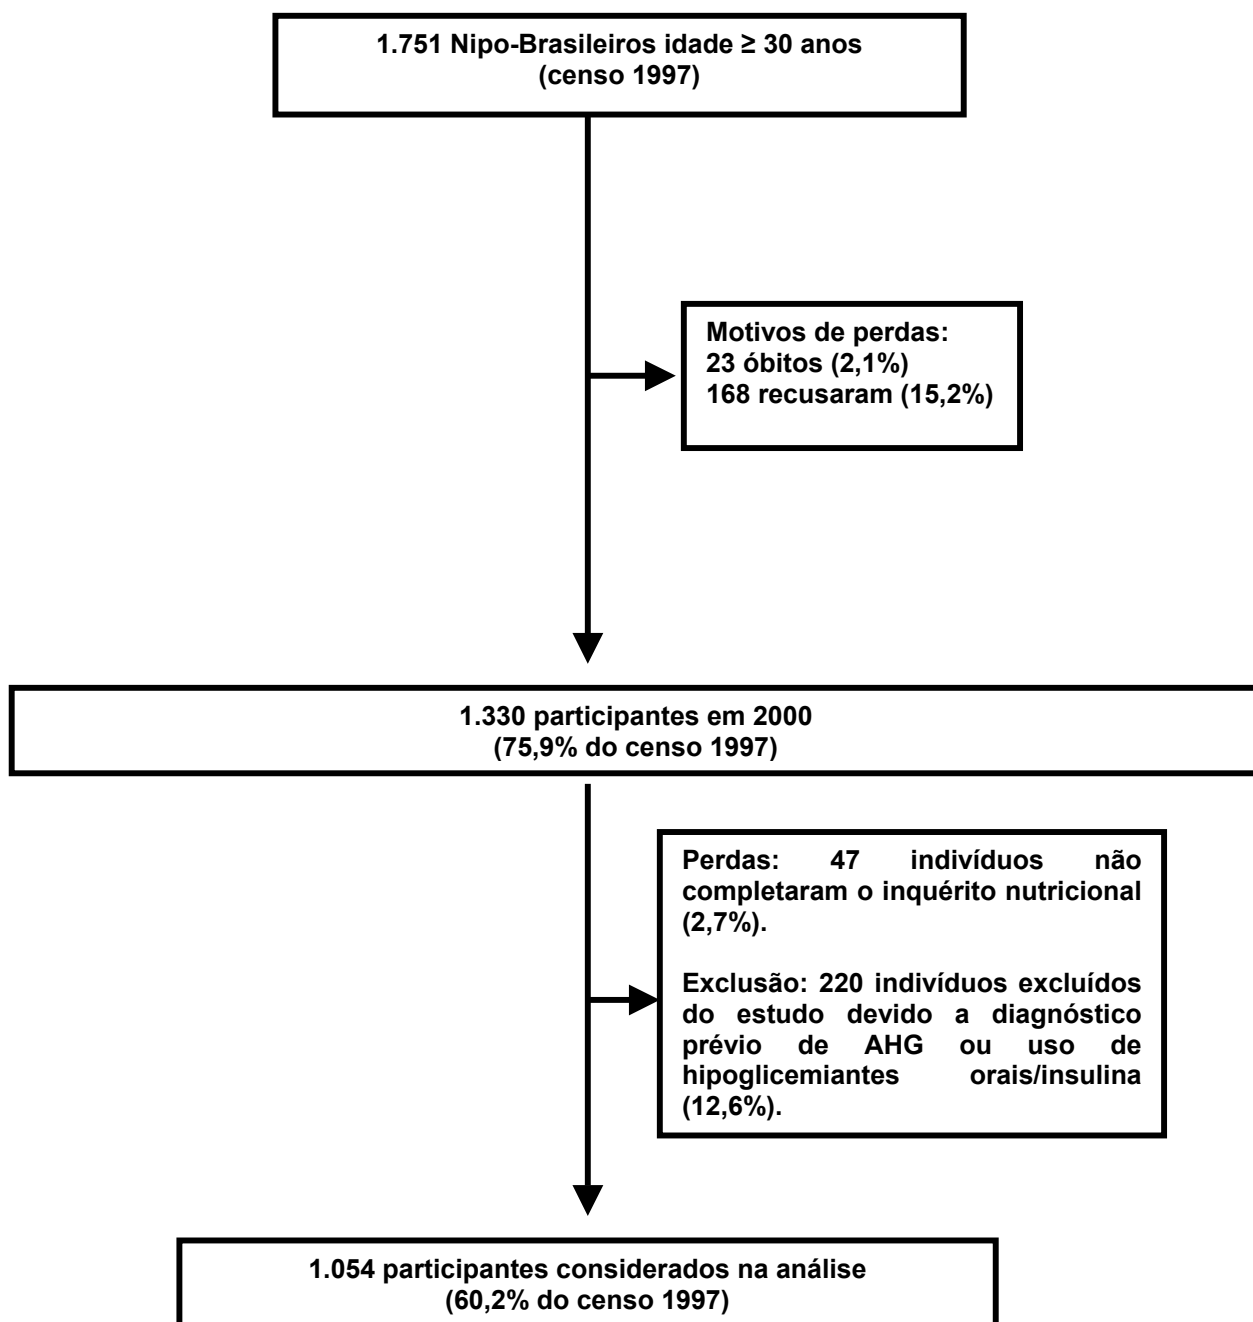 1.751 Nipo-Brasileiros idade ≥ 30 anos
(censo 1997)
Motivos de perdas:
23 óbitos (2,1%)
168 recusaram (15,2%)
1.330 participantes em 2000
(75,9% do censo 1997)
Perdas: 47 indivíduos não
completaram o inquérito nutricional
(2,7%).
Exclusão: 220 indivíduos excluídos
do estudo devido a diagnóstico
prévio de AHG ou uso de
hipoglicemiantes orais/insulina
(12,6%).
1.054 participantes considerados na análise
(60,2% do censo 1997)